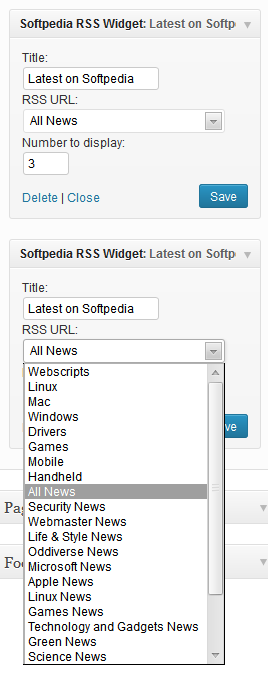 Softpedia RSS Widget: Latest on Softp
Title:
Latest on Softpedia
RSS URL:
All News
Number to display:
3
Delete | Close
Save
Softpedia RSS Widget: Latest on Softp
Title:
Latest on Softpedia
RSS URL:
All News
Webscripts
Linux
Mac
Windows
Drivers
Games
Mobile
Handheld
All News
Security News
Webmaster News
Life & Style News
Oddiverse News
Microsoft News
Apple News
Linux News
Games News
Technology and Gadgets News
Green News
Science News